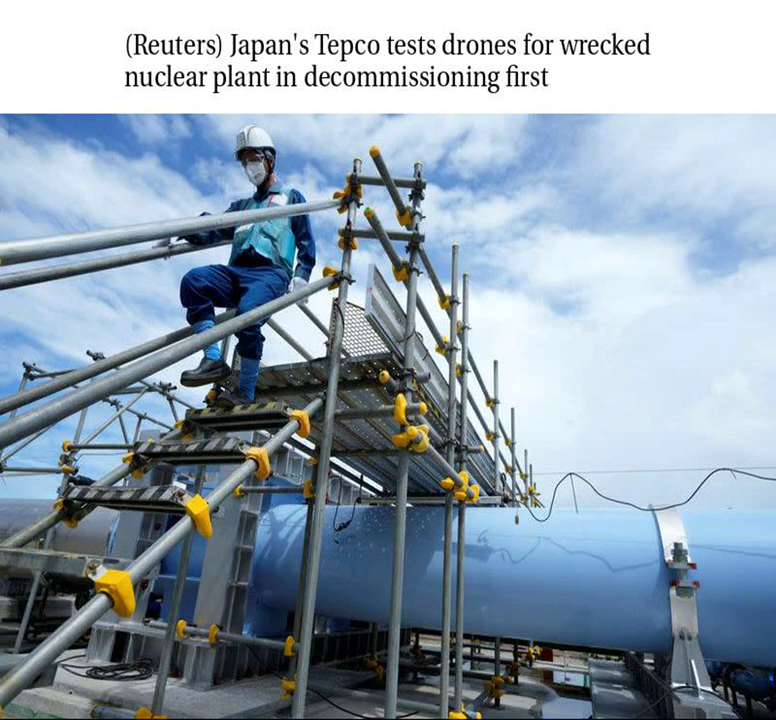 (Reuters) Japan's Tepco tests drones for wrecked
nuclear plant in decommissioning first